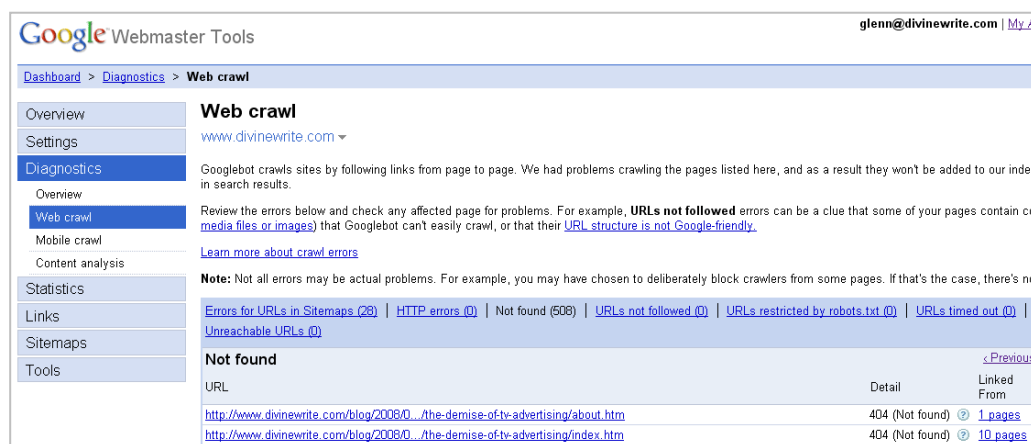 Google Webmaster Tools
glenn@divinewrite.com | My
Dashboard > Diagnostics > Web crawl
Overview
Settings
Diagnostics
Overview
Web crawl
Mobile crawl
Content analysis
Statistics
Links
Sitemaps
Tools
Web crawl
www.divinewrite.com
Googlebot crawls sites by following links from page to page. We had problems crawling the pages listed here, and as a result they won't be added to our inde
in search results.
Review the errors below and check any affected page for problems. For example, URLs not followed errors can be a clue that some of your pages contain c
media files or images) that Googlebot can't easily crawl, or that their URL structure is not Google-friendly.
Learn more about crawl errors
Note: Not all errors may be actual problems. For example, you may have chosen to deliberately block crawlers from some pages. If that's the case, there's n
Errors for URLs in Sitemaps (28) | HTTP errors (0) | Not found (508) | URLs not followed (0) | URLs restricted by robots.txt (0) | URLs timed out (0) |
Unreachable URLs (0)
Not found
‹ Previous
URL Detail Linked From
http://www.divinewrite.com/blog/2008/0.../the-demise-of-tv-advertising/about.htm 404 (Not found) ? 1 pages
http://www.divinewrite.com/blog/2008/0.../the-demise-of-tv-advertising/index.htm 404 (Not found) ? 10 pages